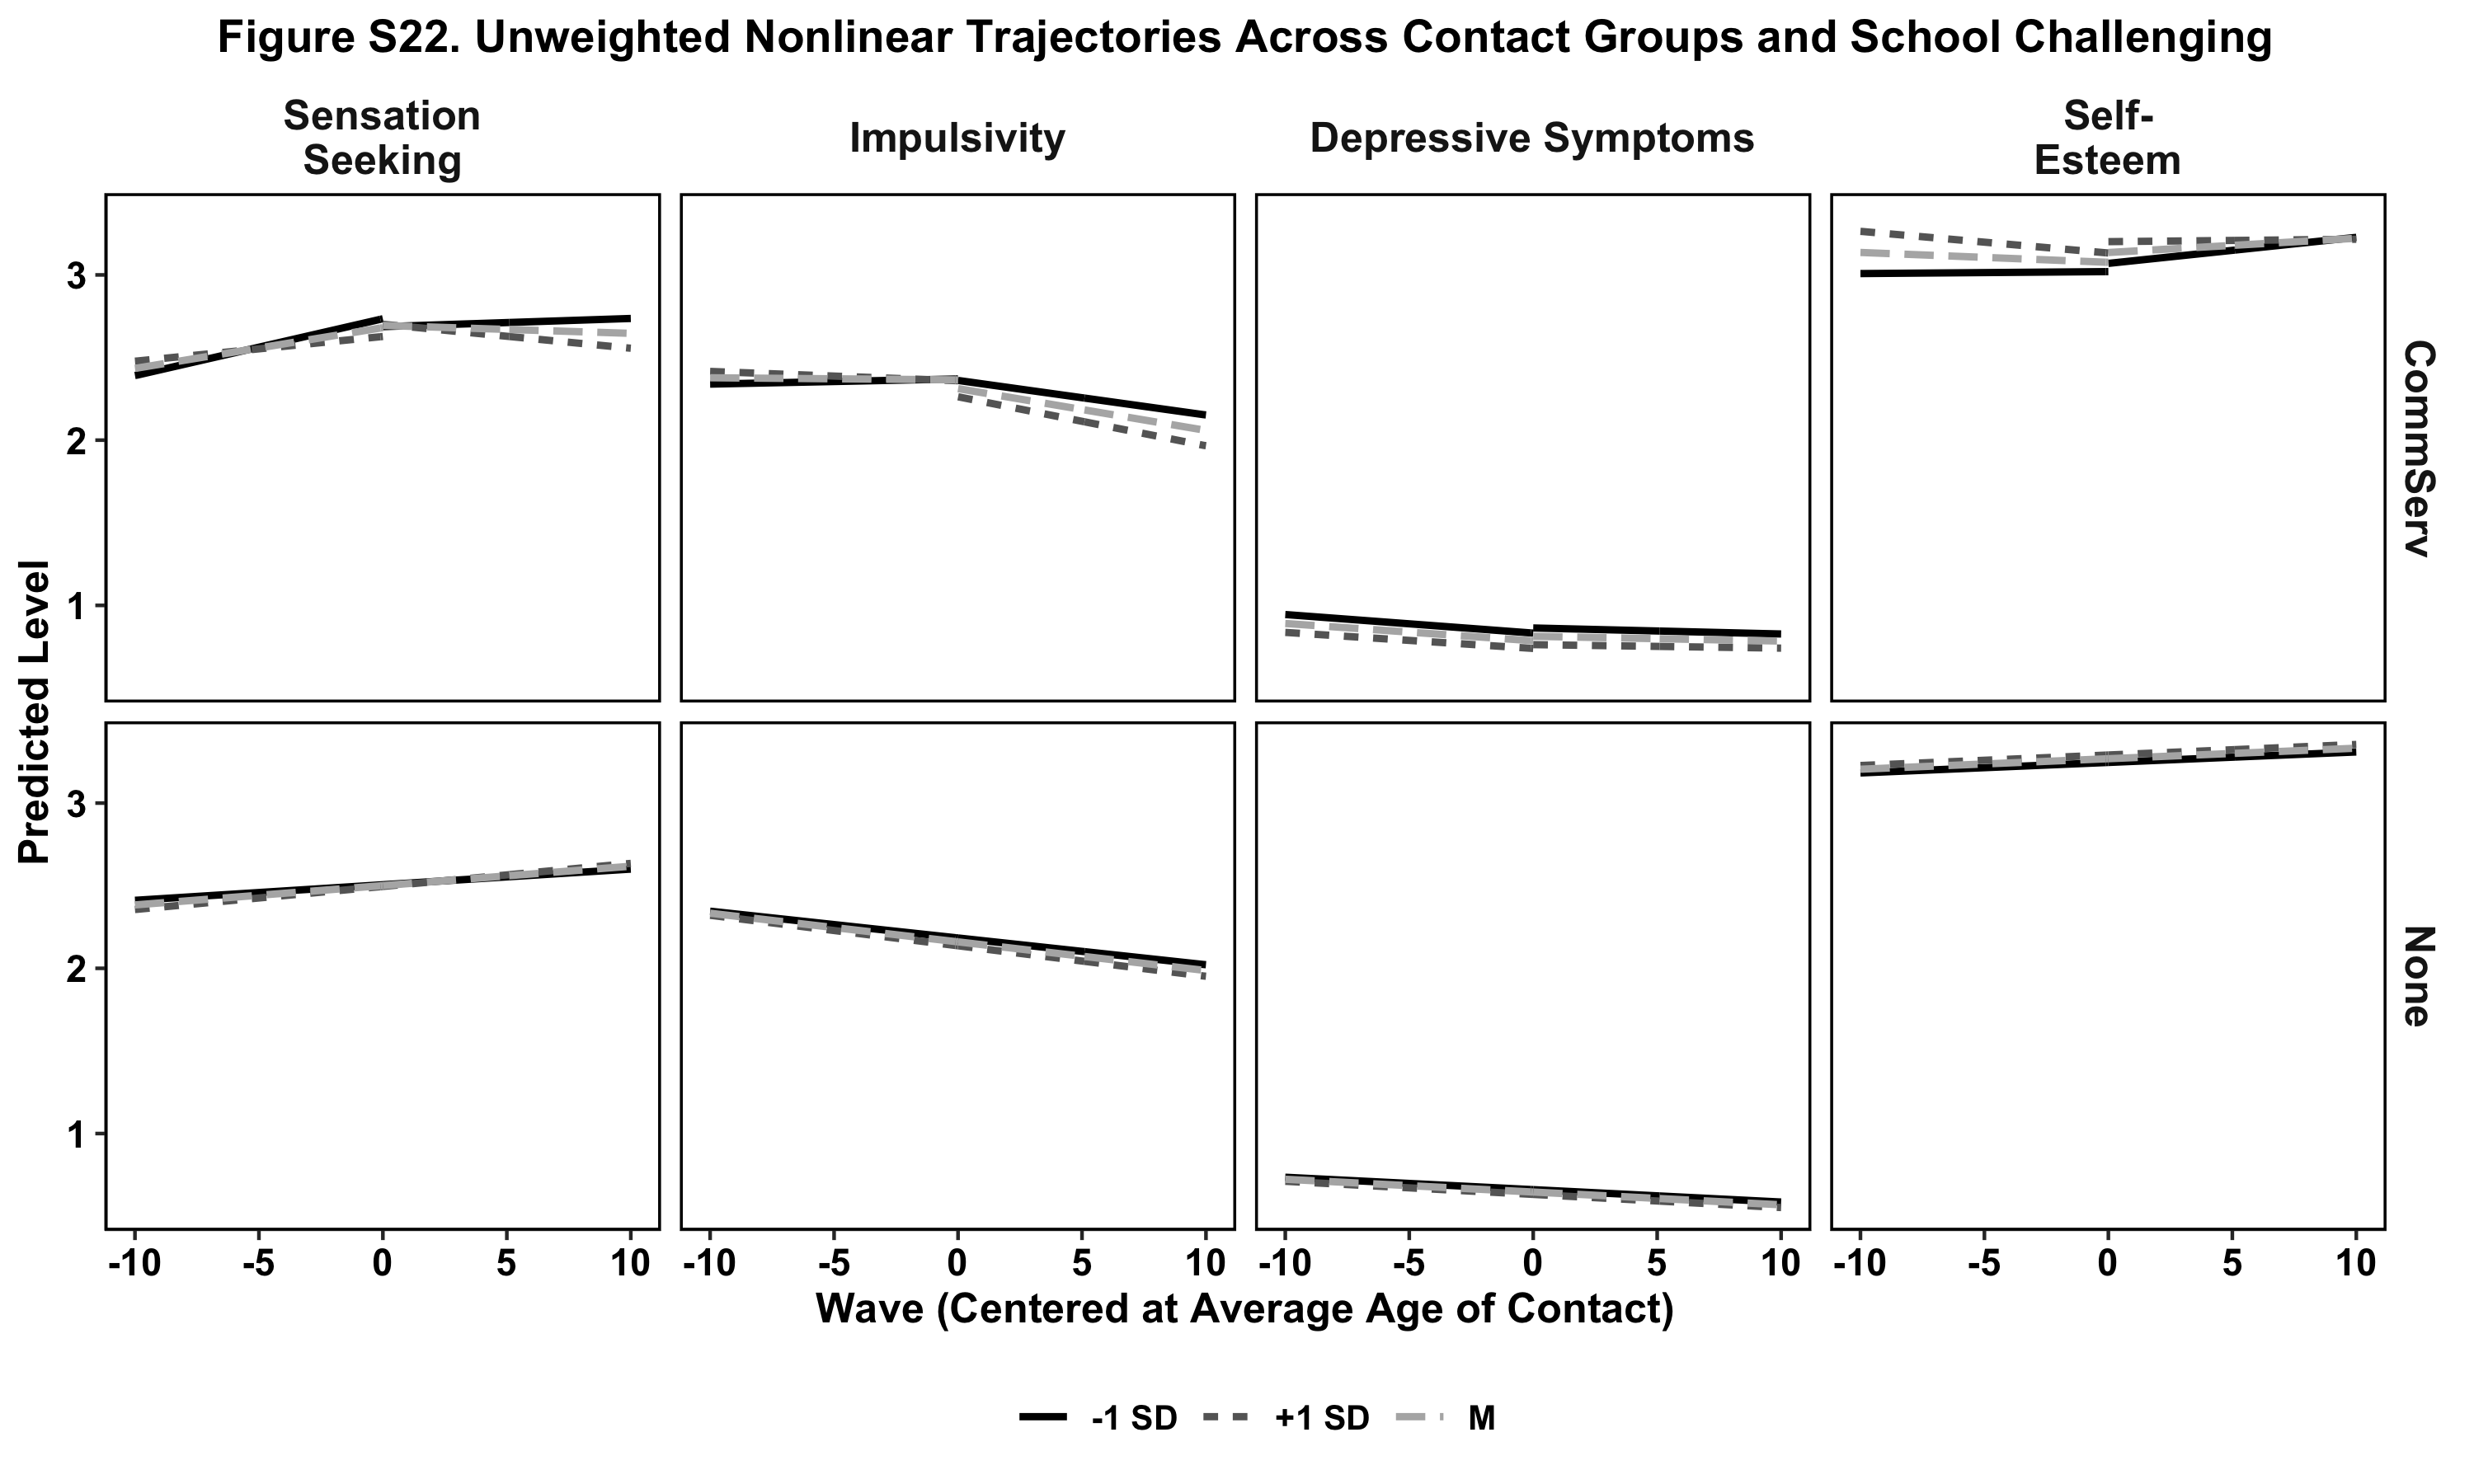 Figure S22. Unweighted Nonlinear Trajectories Across Contact Groups and School Challenging
Sensation
Seeking
Impulsivity
Depressive Symptoms
Self-
Esteem
3
2
1
CommServ
Predicted Level
3
2
1
None
-10 -5 0 5 10 -10 -5 0 5 10 -10 -5 0 5 10 -10 -5 0 5 10
Wave (Centered at Average Age of Contact)
-1 SD +1 SD M